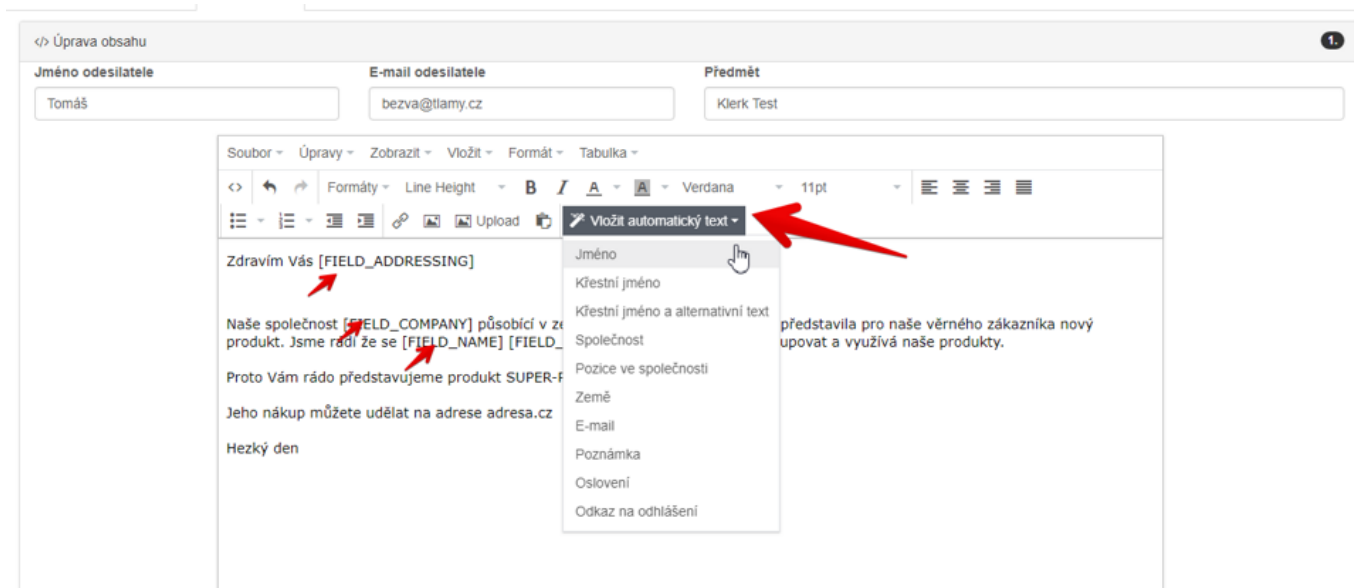 </> Úprava obsahu
1.
Jméno odesilatele
E-mail odesilatele
Předmět
Tomáš
bezva@tlamy.cz
Klerk Test
Soubor Úpravy Zobrazit Vložit Formát Tabulka
<> Formáty Line Height B I A A Verdana 11pt
Upload Vložit automatický text
Zdravím Vás [FIELD_ADDRESSING]
Naše společnost [FIELD_COMPANY] působící v představila pro naše věrného zákazníka nový
produkt. Jsme rádi že se [FIELD_NAME] [FIELD_ upovat a využívá naše produkty.
Proto Vám rádo představujeme produkt SUPER-
Jeho nákup můžete udělat na adrese adresa.cz
Hezký den
Jméno
Křestní jméno
Křestní jméno a alternativní text
Společnost
Pozice ve společnosti
Země
E-mail
Poznámka
Oslovení
Odkaz na odhlášení